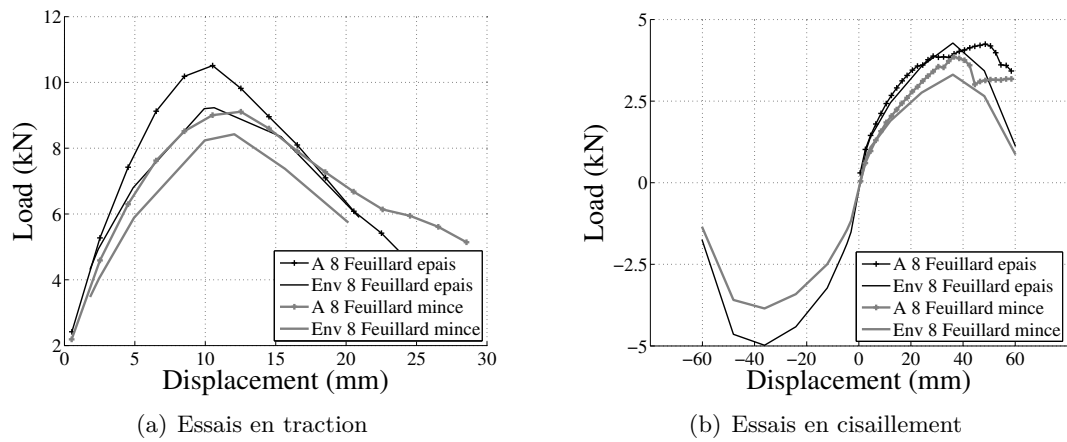 12
10
8
6
4
2
Load (kN)
0
5
10
15
20
25
30
Displacement (mm)
A 8 Feuillard epais
Env 8 Feuillard epais
A 8 Feuillard mince
Env 8 Feuillard mince
(a) Essais en traction
5
2.5
0
−2.5
−5
Load (kN)
−60
−40
−20
0
20
40
60
Displacement (mm)
A 8 Feuillard epais
Env 8 Feuillard epais
A 8 Feuillard mince
Env 8 Feuillard mince
(b) Essais en cisaillement